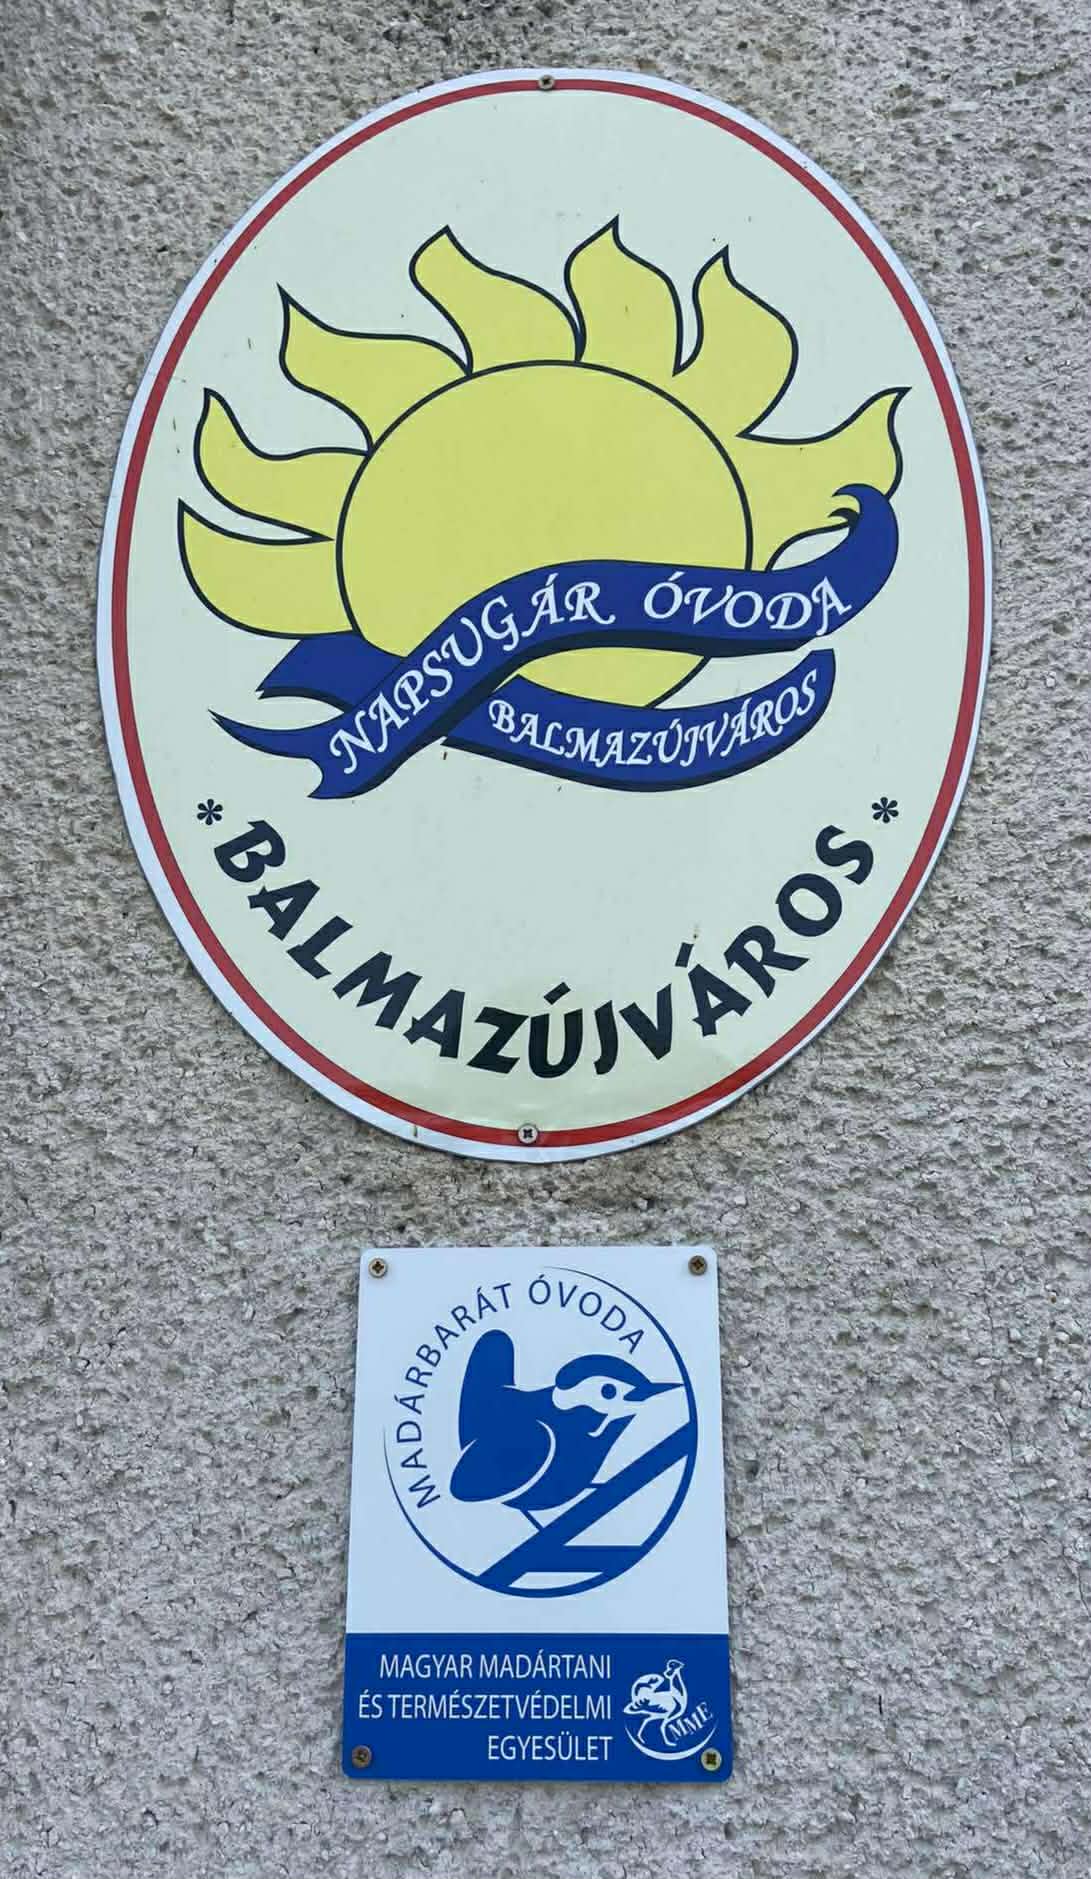 NAPSUGÁR ÓVODA
BALMAZÚJVÁROS
* BALMAZÚJVÁROS *
MADÁRBARÁT ÓVODA
MAGYAR MADÁRTANI
ÉS TERMÉSZETVÉDELMI
EGYESÜLET
MME